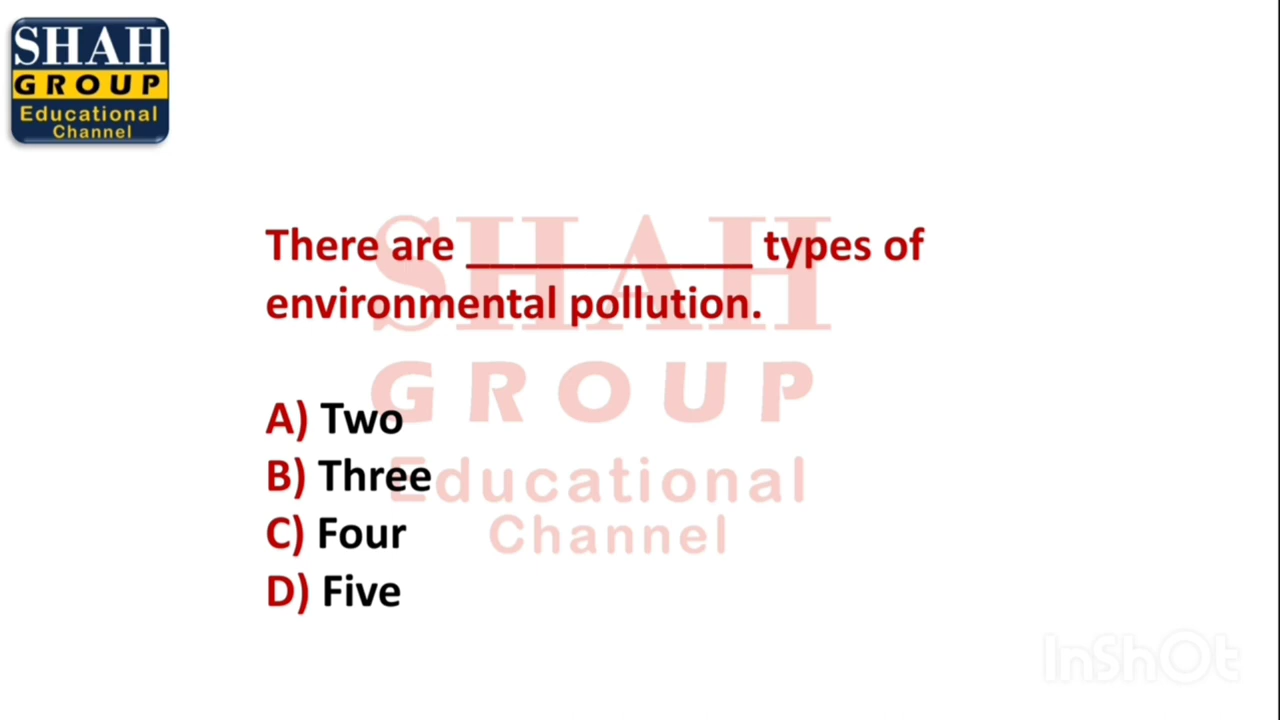 SHAH
GROUP
Educational
Channel
There are _____________ types of
environmental pollution.
SHAH
GROUP
A) Two
B) Three
Educational
C) Four
Channel
D) Five
InShOt